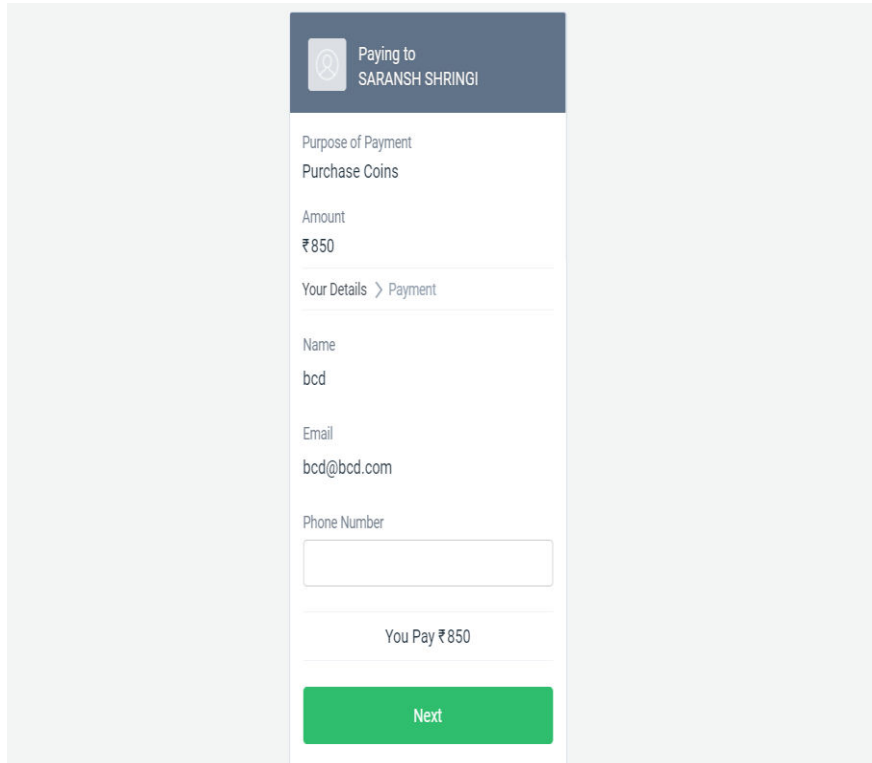 Paying to
SARANSH SHRINGI
Purpose of Payment
Purchase Coins
Amount
₹850
Your Details > Payment
Name
bcd
Email
bcd@bcd.com
Phone Number
You Pay ₹850
Next